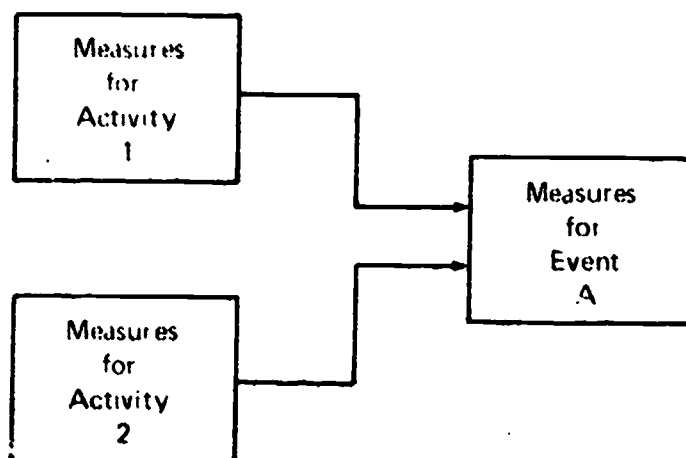 Measures
for
Activity
1
Measures
for
Event
A
Measures
for
Activity
2